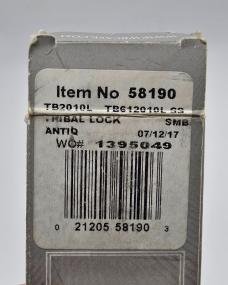 Item No 58190
TB2010L TB612010L SS
TRIBAL LOCK SMB
ANTIQ 07/12/17
WO# 1395049
0 21205 58190 3